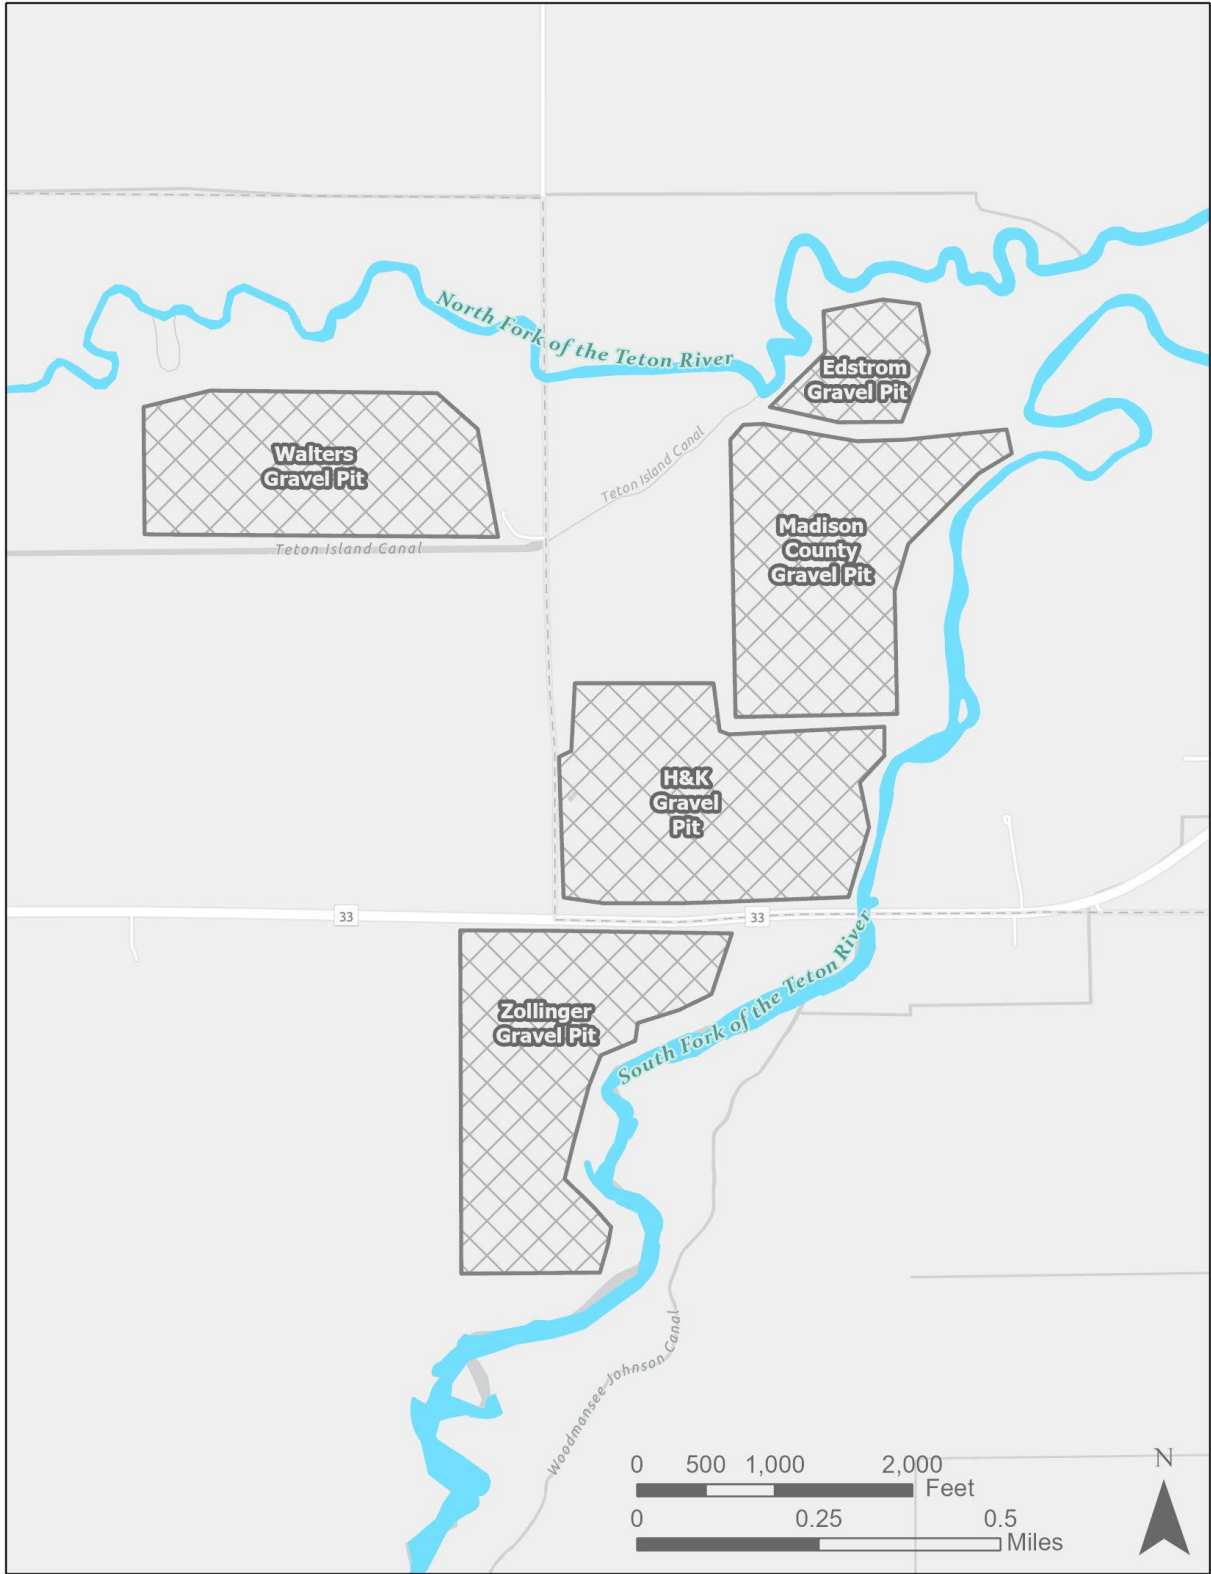 North Fork of the Teton River
Edstrom
Gravel Pit
Walters
Gravel Pit
Teton Island Canal
Madison
County
Gravel Pit
Teton Island Canal
H&K
Gravel
Pit
33
33
South Fork of the Teton River
Zollinger
Gravel Pit
Woodmansee Johnson Canal
0 500 1,000 2,000
Feet
0 0.25 0.5
Miles
N